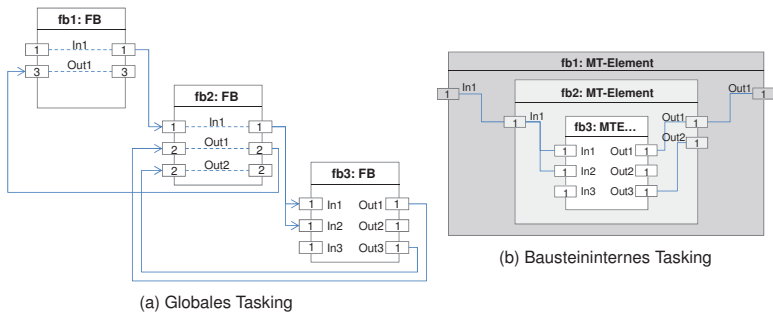 fb1: FB
1 In1 1
3 Out1 3
fb2: FB
1 In1 1
2 Out1 2
2 Out2 2
fb3: FB
1 In1 Out1 1
1 In2 Out2 1
1 In3 Out3 1
(a) Globales Tasking
fb1: MT-Element
1 In1
Out1 1
fb2: MT-Element
1 In1
Out1 1
Out2 1
fb3: MTE...
1 In1 Out1 1
1 In2 Out2 1
1 In3 Out3 1
(b) Bausteininternes Tasking